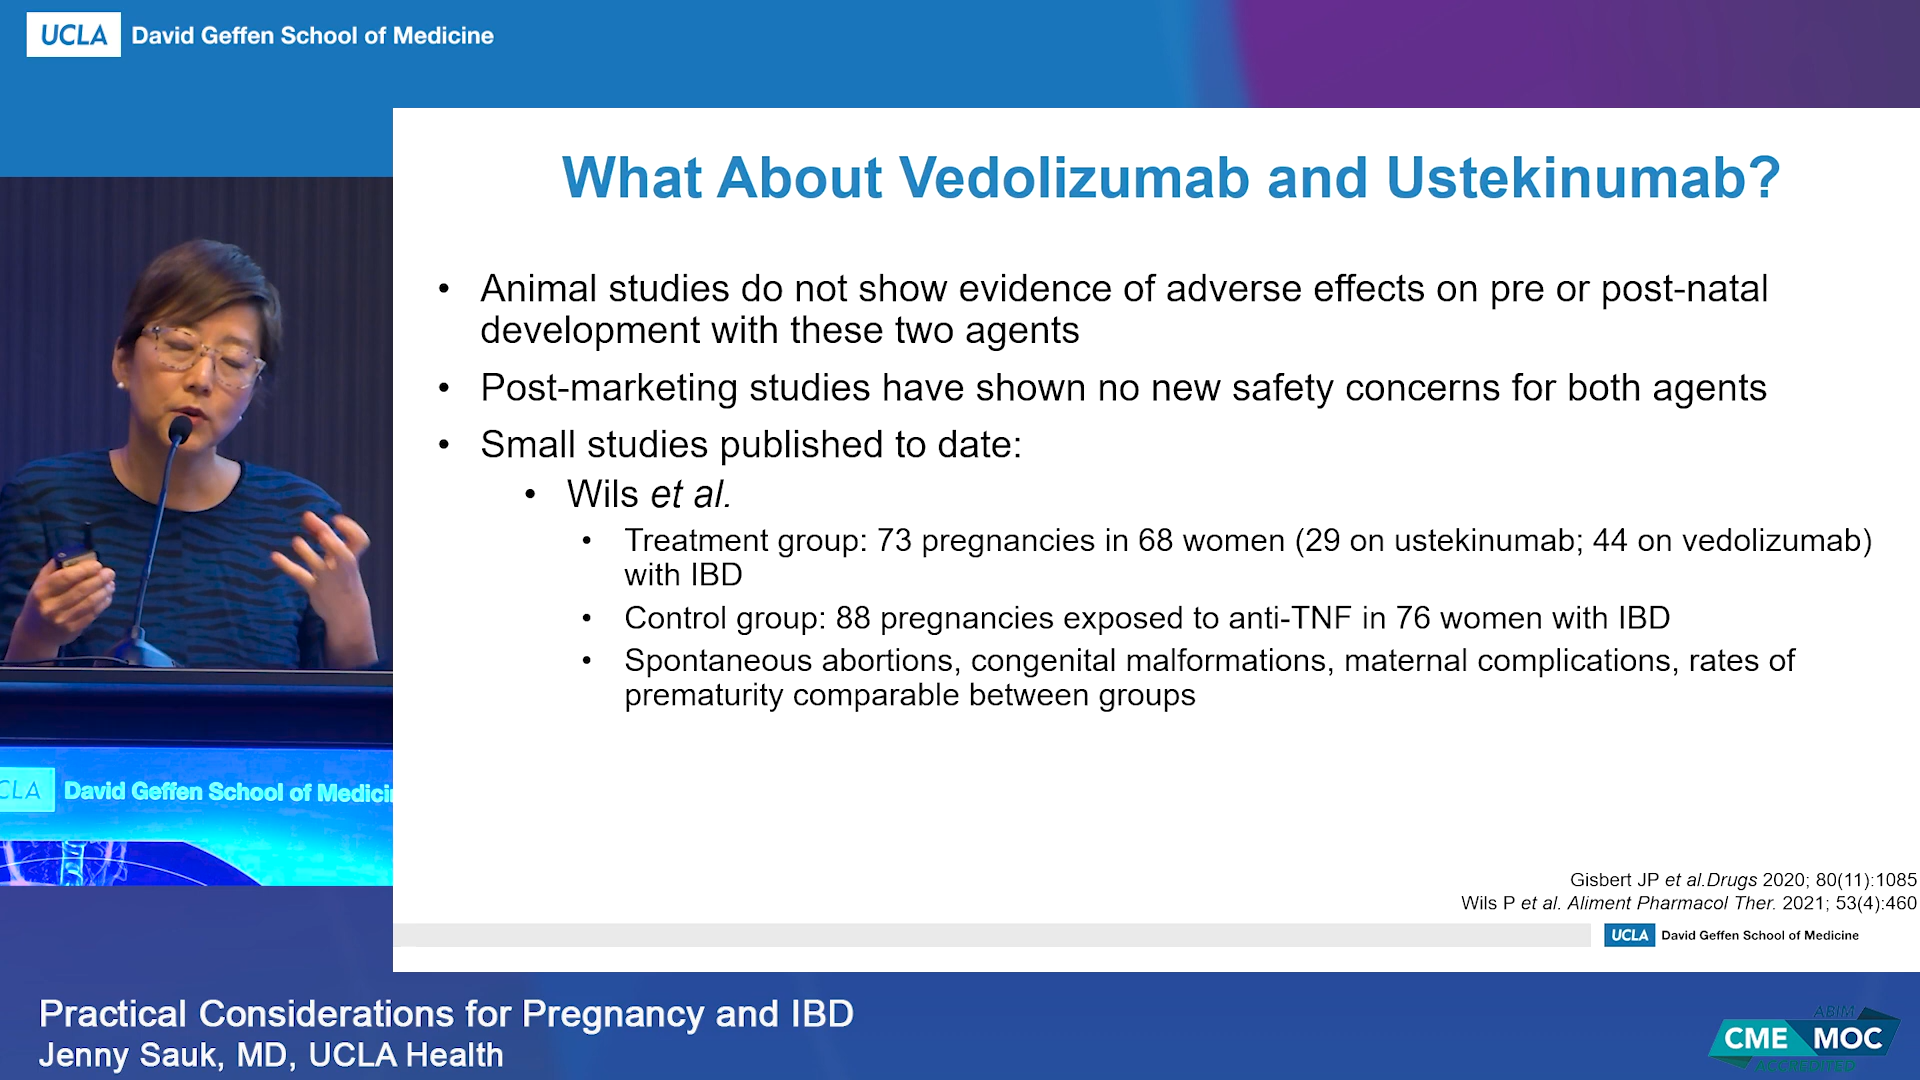 UCLA David Geffen School of Medicine
What About Vedolizumab and Ustekinumab?
• Animal studies do not show evidence of adverse effects on pre or post-natal
development with these two agents
• Post-marketing studies have shown no new safety concerns for both agents
• Small studies published to date:
• Wils et al.
• Treatment group: 73 pregnancies in 68 women (29 on ustekinumab; 44 on vedolizumab)
with IBD
• Control group: 88 pregnancies exposed to anti-TNF in 76 women with IBD
• Spontaneous abortions, congenital malformations, maternal complications, rates of
prematurity comparable between groups
CLA David Geffen School of Medici
Gisbert JP et al.Drugs 2020; 80(11):1085
Wils P et al. Aliment Pharmacol Ther. 2021; 53(4):460
UCLA David Geffen School of Medicine
Practical Considerations for Pregnancy and IBD
Jenny Sauk, MD, UCLA Health
ABIM
CME MOC
ACCREDITED